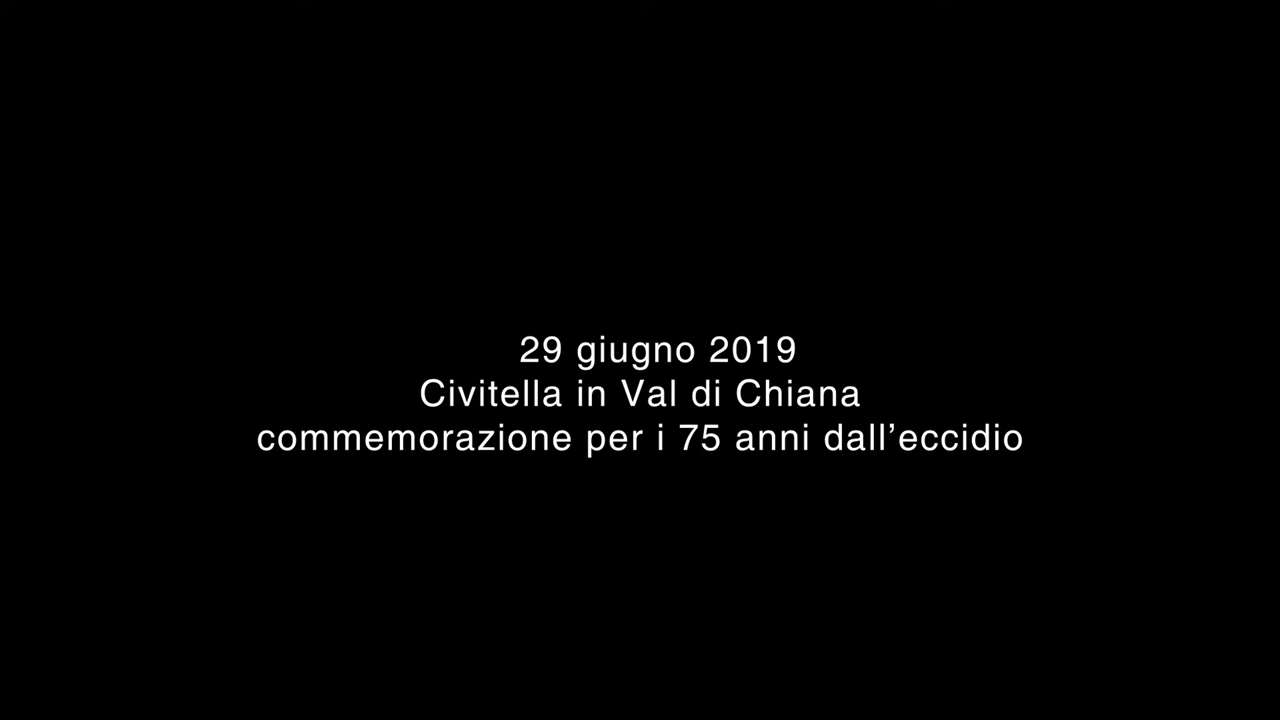 29 giugno 2019
Civitella in Val di Chiana
commemorazione per i 75 anni dall’eccidio